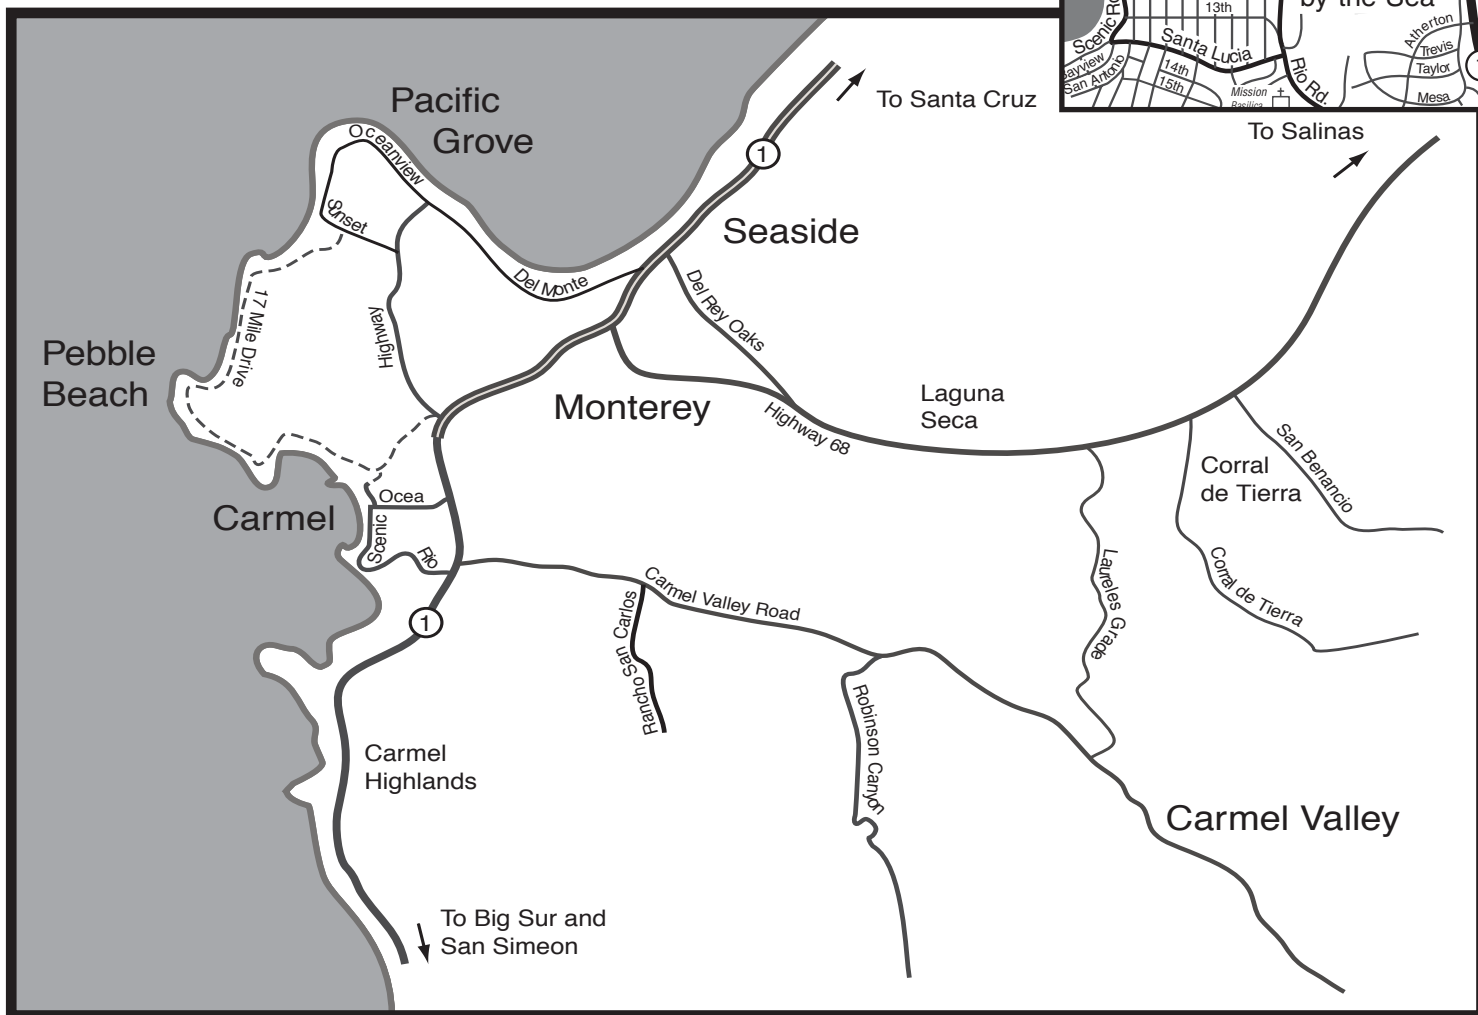 by the Sea
13th
Scenic Rd
Santa Lucia
Atherton
Trevis
Taylor
Mesa
San Antonio
14th
15th
Mission
Rio Rd.
To Santa Cruz
To Salinas
Pacific
Grove
Oceanview
1
Sunset
Seaside
Del Monte
Del Rey Oaks
17 Mile Drive
Highway
Pebble
Beach
Monterey
Highway 68
Laguna
Seca
Corral
de Tierra
San Benancio
Ocea
Carmel
Scenic
Rio
Carmel Valley Road
Laureles Grade
Corral de Tierra
1
Rancho San Carlos
Robinson Canyon
Carmel
Highlands
Carmel Valley
To Big Sur and
San Simeon